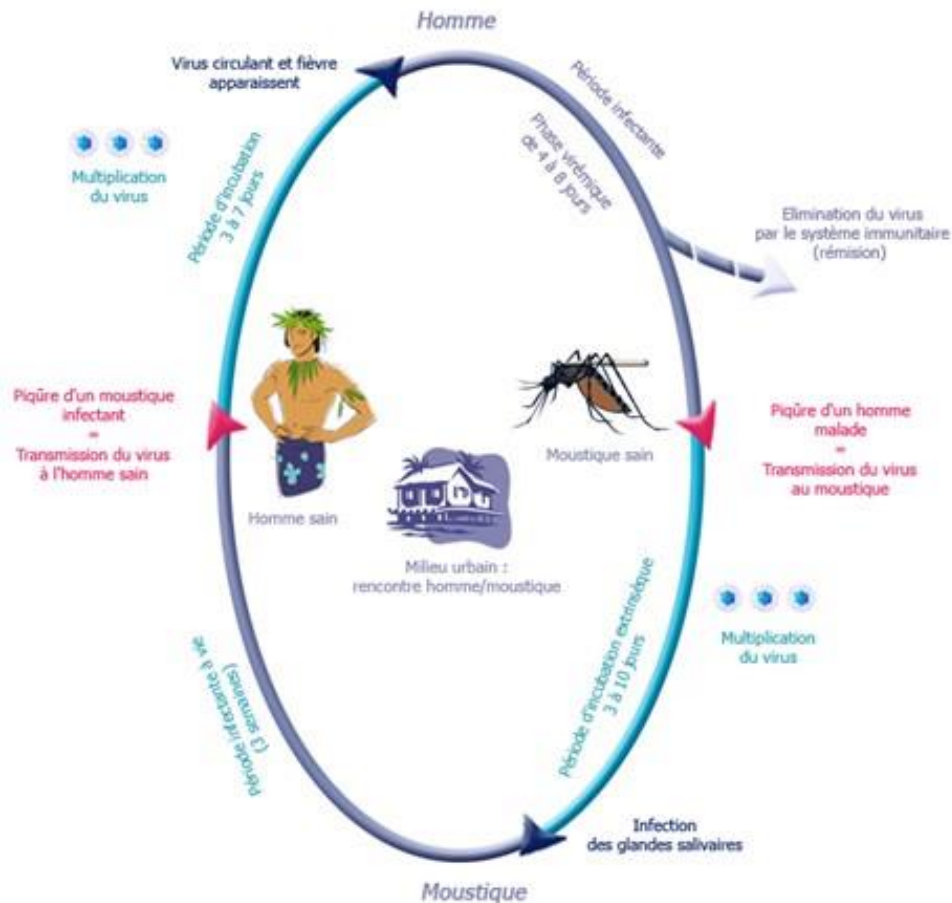 Homme
Virus circulant et fièvre
apparaissent
Période infectante
Phase virémique
de 4 à 8 jours
Multiplication
du virus
Période d'incubation
3 à 7 jours
Elimination du virus
par le système immunitaire
(rémision)
Piqûre d'un moustique
infectant
=
Transmission du virus
à l'homme sain
Homme sain
Moustique sain
Piqûre d'un homme
malade
=
Transmission du virus
au moustique
Milieu urbain :
rencontre homme/moustique
Multiplication
du virus
Période d'incubation extrinsèque
3 à 10 jours
Période infectante à vie
(3 semaines)
Infection
des glandes salivaires
Moustique